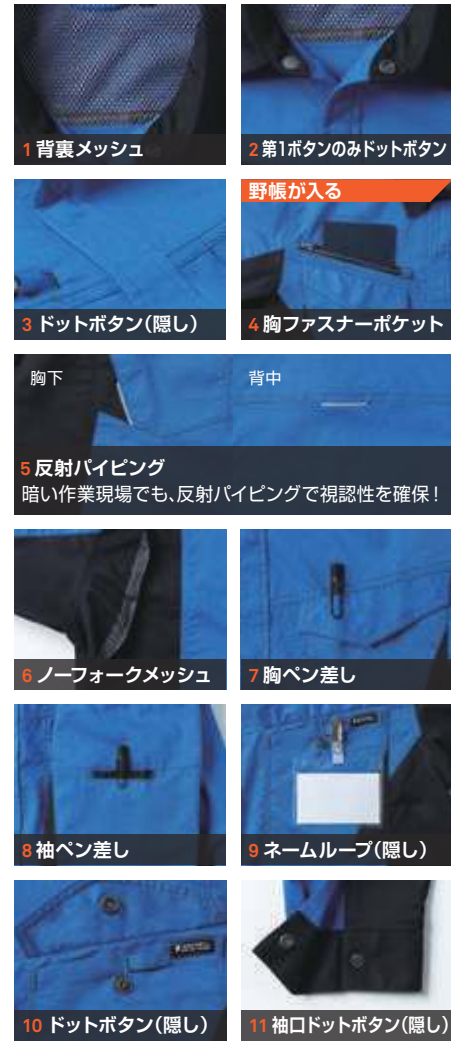 1 背裏メッシュ
2 第1ボタンのみドットボタン
3 ドットボタン(隠し)
野帳が入る
4 胸ファスナーポケット
胸下
背中
5 反射パイピング
暗い作業現場でも、反射パイピングで視認性を確保!
6 ノーフォークメッシュ
7 胸ペン差し
8 袖ペン差し
9 ネームループ(隠し)
10 ドットボタン(隠し)
11 袖口ドットボタン(隠し)